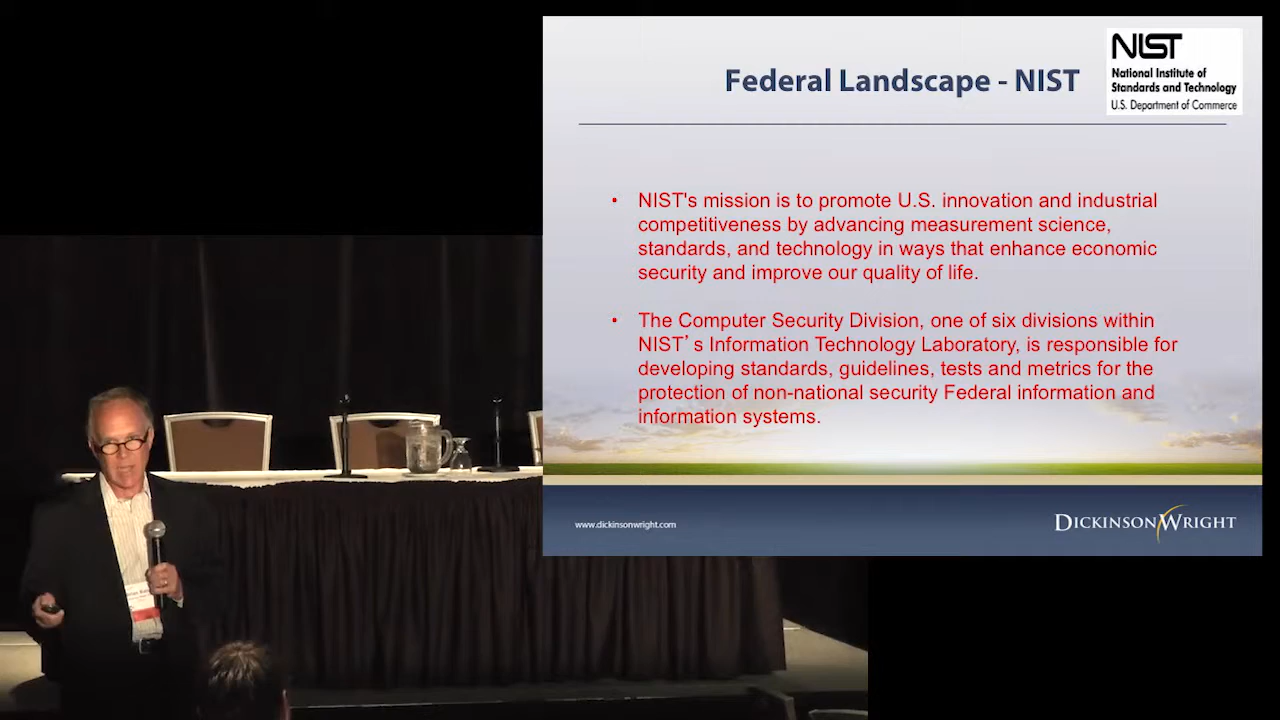 Federal Landscape - NIST
NIST
National Institute of
Standards and Technology
U.S. Department of Commerce
• NIST's mission is to promote U.S. innovation and industrial
competitiveness by advancing measurement science,
standards, and technology in ways that enhance economic
security and improve our quality of life.
• The Computer Security Division, one of six divisions within
NIST’s Information Technology Laboratory, is responsible for
developing standards, guidelines, tests and metrics for the
protection of non-national security Federal information and
information systems.
www.dickinsonwright.com
DICKINSON WRIGHT